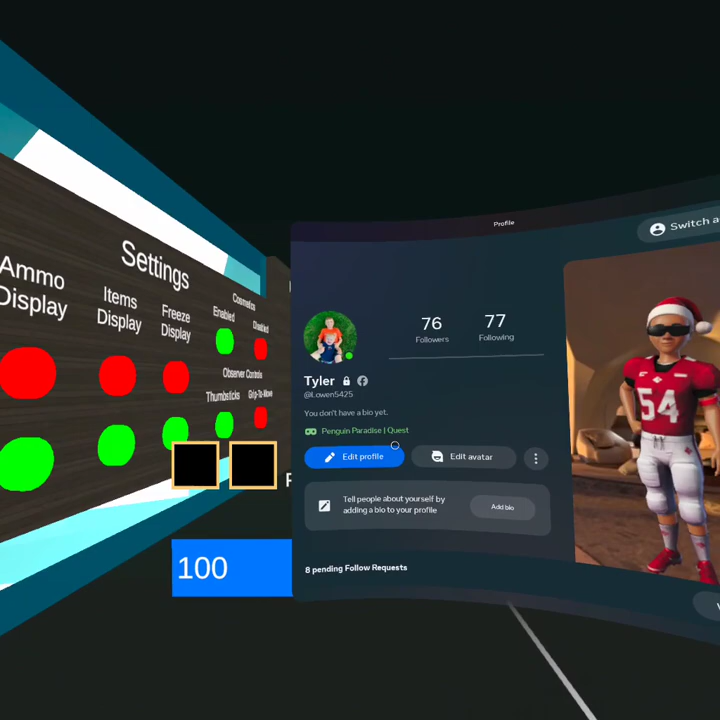 Settings
Ammo
Display
Items
Display
Freeze
Display
Cosmetics
Enabled
Disabled
Observer Controls
Thumbsticks
Grip-To-Move
100
Profile
Switch a
76
Followers
77
Following
Tyler
@Lowen5425
You don't have a bio yet.
Penguin Paradise | Quest
Edit profile
Edit avatar
Tell people about yourself by
adding a bio to your profile
Add bio
8 pending Follow Requests
54